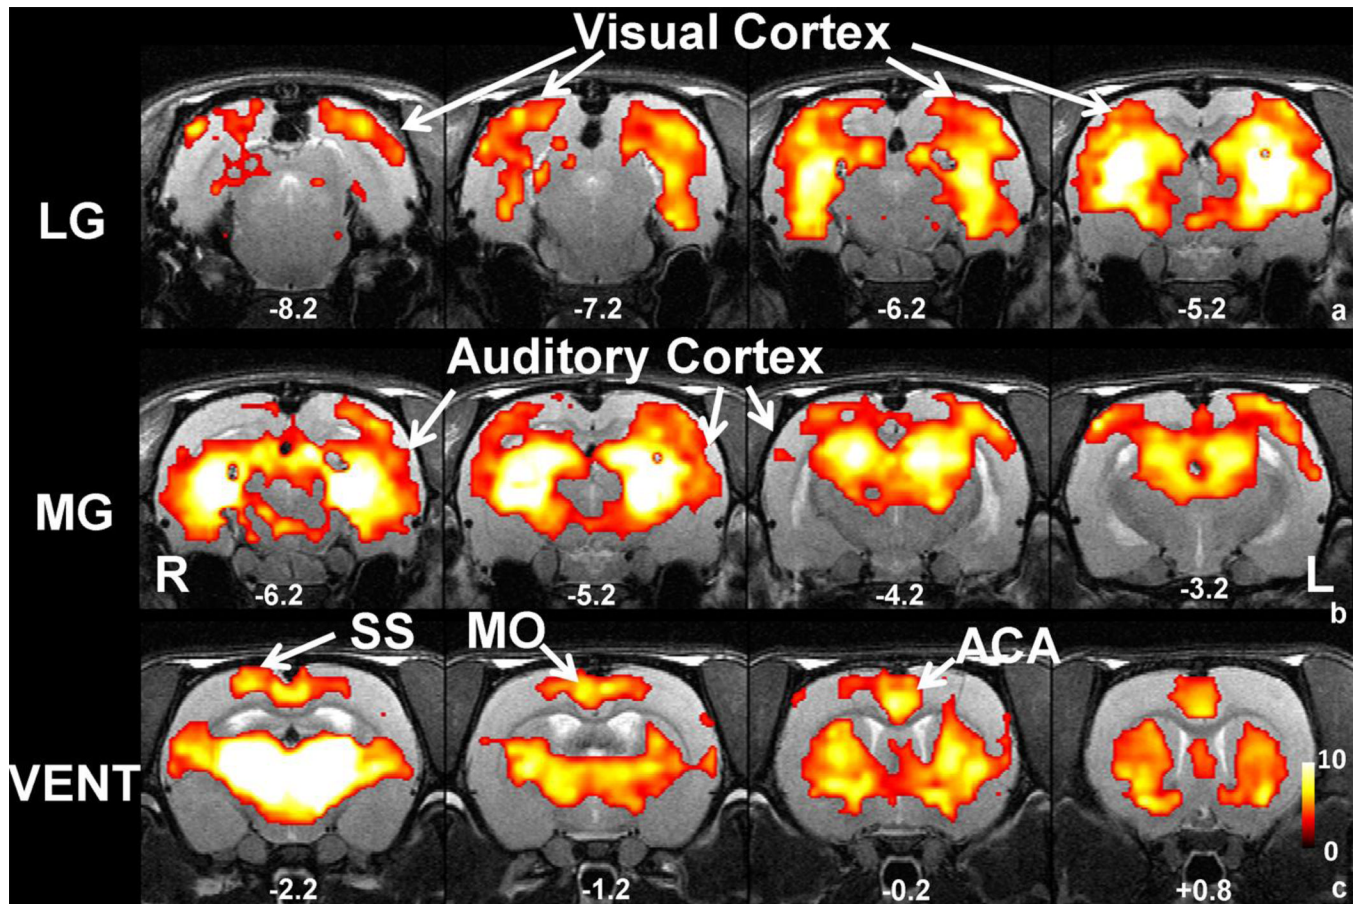 Visual Cortex
LG
-8.2
-7.2
-6.2
-5.2
a
Auditory Cortex
MG
R
-6.2
-5.2
-4.2
-3.2
L
b
SS
MO
ACA
VENT
10
0
-2.2
-1.2
-0.2
+0.8
c